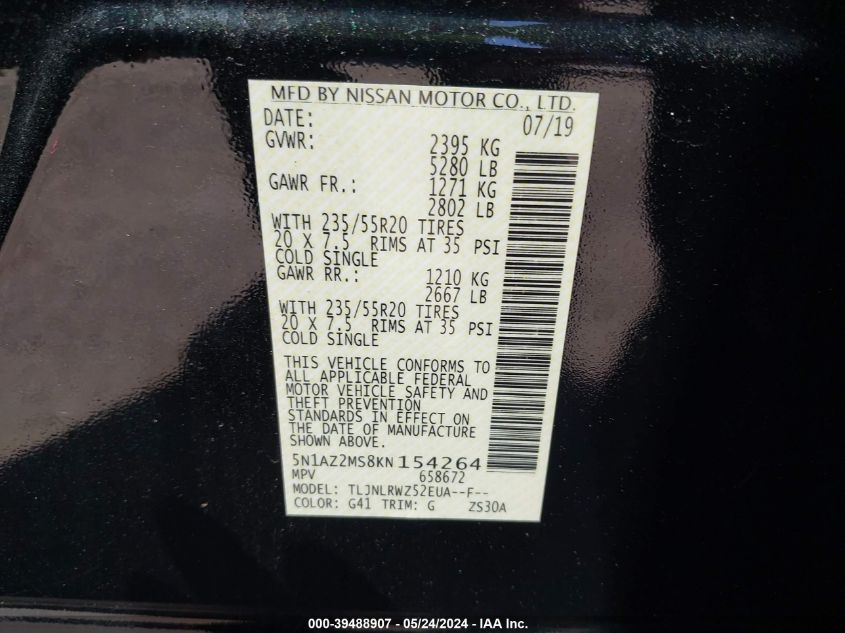 MFD BY NISSAN MOTOR CO., LTD.
DATE: 07/19
GVWR: 2395 KG
5280 LB
GAWR FR.: 1271 KG
2802 LB
WITH 235/55R20 TIRES
20 X 7.5 RIMS AT 35 PSI
COLD SINGLE
GAWR RR.: 1210 KG
2667 LB
WITH 235/55R20 TIRES
20 X 7.5 RIMS AT 35 PSI
COLD SINGLE
THIS VEHICLE CONFORMS TO
ALL APPLICABLE FEDERAL
MOTOR VEHICLE SAFETY AND
THEFT PREVENTION
STANDARDS IN EFFECT ON
THE DATE OF MANUFACTURE
SHOWN ABOVE.
5N1AZ2MS8KN154264
MPV 658672
MODEL: TLJNLRWZ52EUA--F--
COLOR: G41 TRIM: G ZS30A
000-39488907 - 05/24/2024 - IAA Inc.